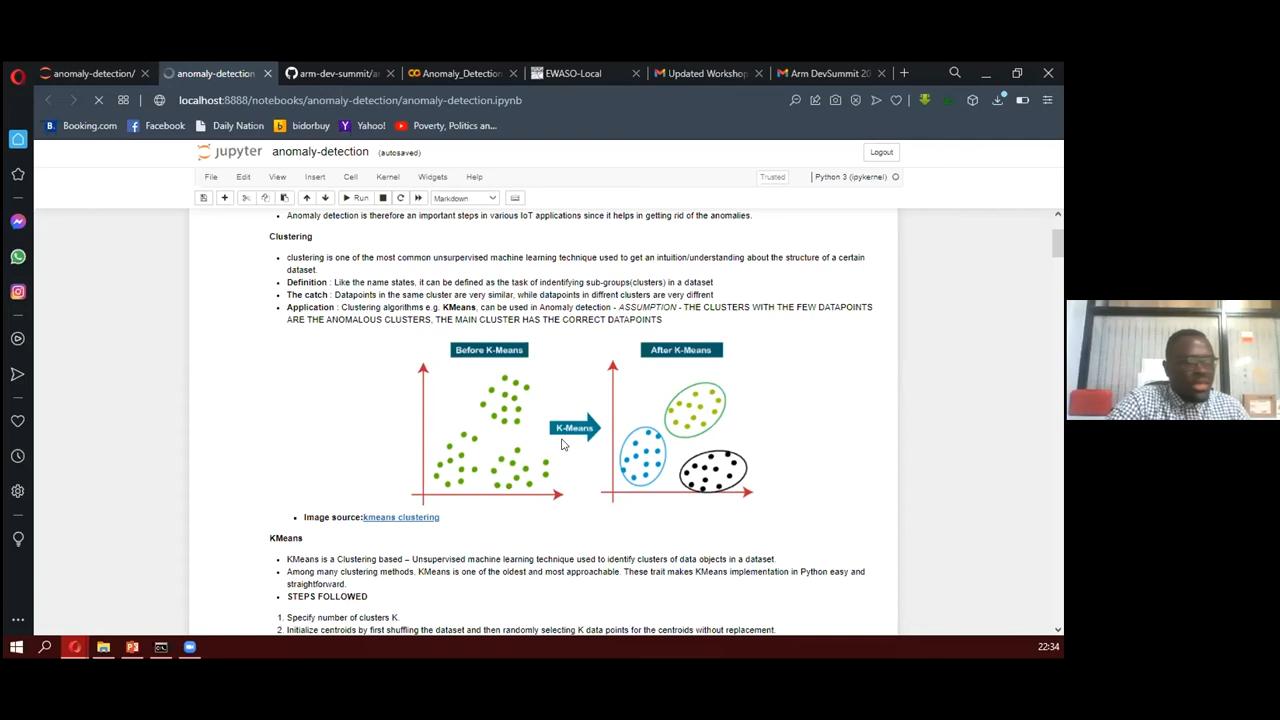 anomaly-detection/
anomaly-detection
arm-dev-summit/ar
Anomaly_Detection
EWASO-Local
Updated Workshop
Arm DevSummit 20
localhost:8888/notebooks/anomaly-detection/anomaly-detection.ipynb
Booking.com
Facebook
Daily Nation
bidorbuy
Yahoo!
Poverty, Politics an...
jupyter anomaly-detection (autosaved)
Logout
File Edit View Insert Cell Kernel Widgets Help
Trusted
Python 3 (ipykernel)
Run
Markdown
• Anomaly detection is therefore an important steps in various IoT applications since it helps in getting rid of the anomalies.
Clustering
• clustering is one of the most common unsurpervised machine learning technique used to get an intuition/understanding about the structure of a certain
dataset.
• Definition : Like the name states, it can be defined as the task of indentifying sub-groups(clusters) in a dataset
• The catch : Datapoints in the same cluster are very similar, while datapoints in diffrent clusters are very diffrent
• Application : Clustering algorithms e.g. KMeans, can be used in Anomaly detection - ASSUMPTION - THE CLUSTERS WITH THE FEW DATAPOINTS
ARE THE ANOMALOUS CLUSTERS, THE MAIN CLUSTER HAS THE CORRECT DATAPOINTS
Before K-Means
After K-Means
K-Means
• Image source:kmeans clustering
KMeans
• KMeans is a Clustering based – Unsupervised machine learning technique used to identify clusters of data objects in a dataset.
• Among many clustering methods, KMeans is one of the oldest and most approachable. These trait makes KMeans implementation in Python easy and
straightforward.
• STEPS FOLLOWED
1. Specify number of clusters K.
2. Initialize centroids by first shuffling the dataset and then randomly selecting K data points for the centroids without replacement.
22:34